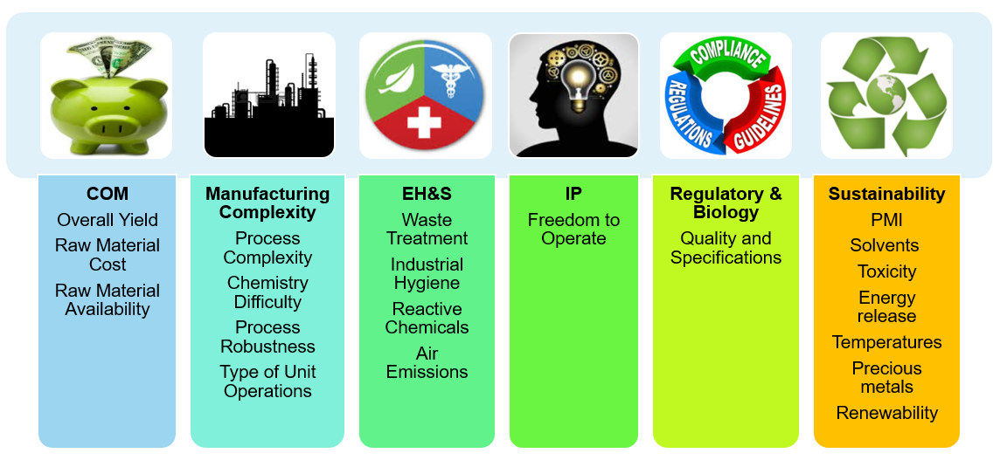 COMPLIANCE
REGULATIONS
GUIDELINES
COM
Overall Yield
Raw Material
Cost
Raw Material
Availability
Manufacturing
Complexity
Process
Complexity
Chemistry
Difficulty
Process
Robustness
Type of Unit
Operations
EH&S
Waste
Treatment
Industrial
Hygiene
Reactive
Chemicals
Air
Emissions
IP
Freedom to
Operate
Regulatory &
Biology
Quality and
Specifications
Sustainability
PMI
Solvents
Toxicity
Energy
release
Temperatures
Precious
metals
Renewability